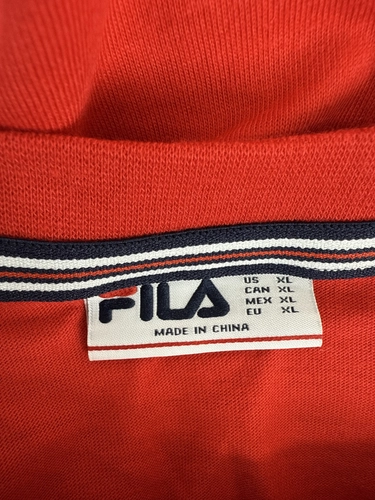 FILA
US XL
CAN XL
MEX XL
EU XL
MADE IN CHINA